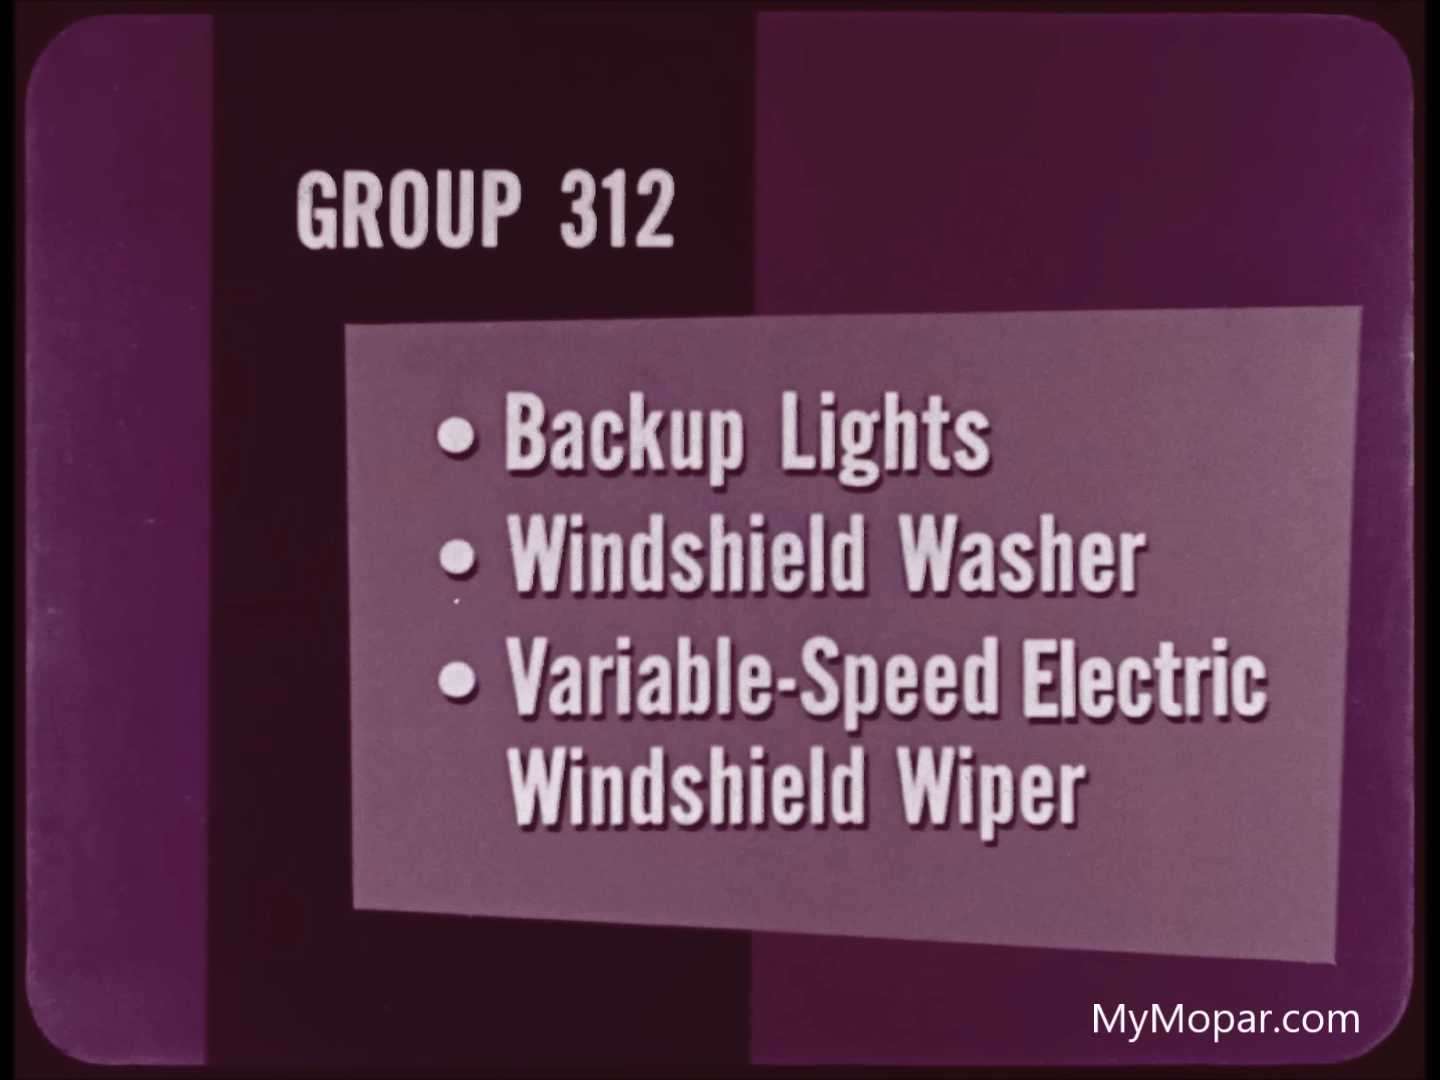 GROUP 312
• Backup Lights
• Windshield Washer
• Variable-Speed Electric
Windshield Wiper
MyMopar.com